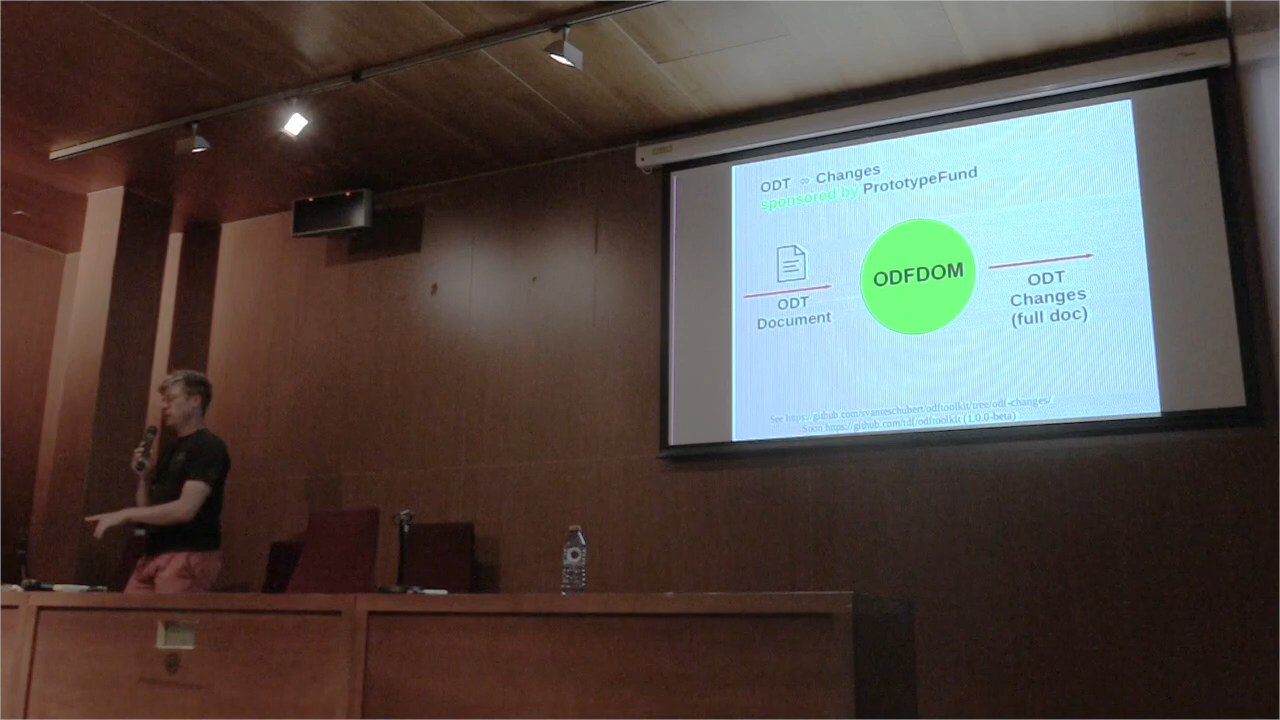 ODT ∞ Changes
sponsored by PrototypeFund
ODT
Document
ODFDOM
ODT
Changes
(full doc)
See https://github.com/svanteschubert/odftoolkit/tree/odf-changes/
Soon https://github.com/tdf/odftoolkit (1.0.0-beta)